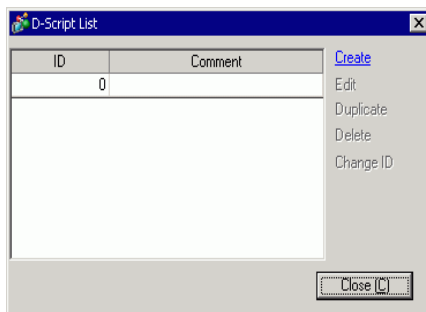 D-Script List
ID Comment Create
0
Edit
Duplicate
Delete
Change ID
Close (C)